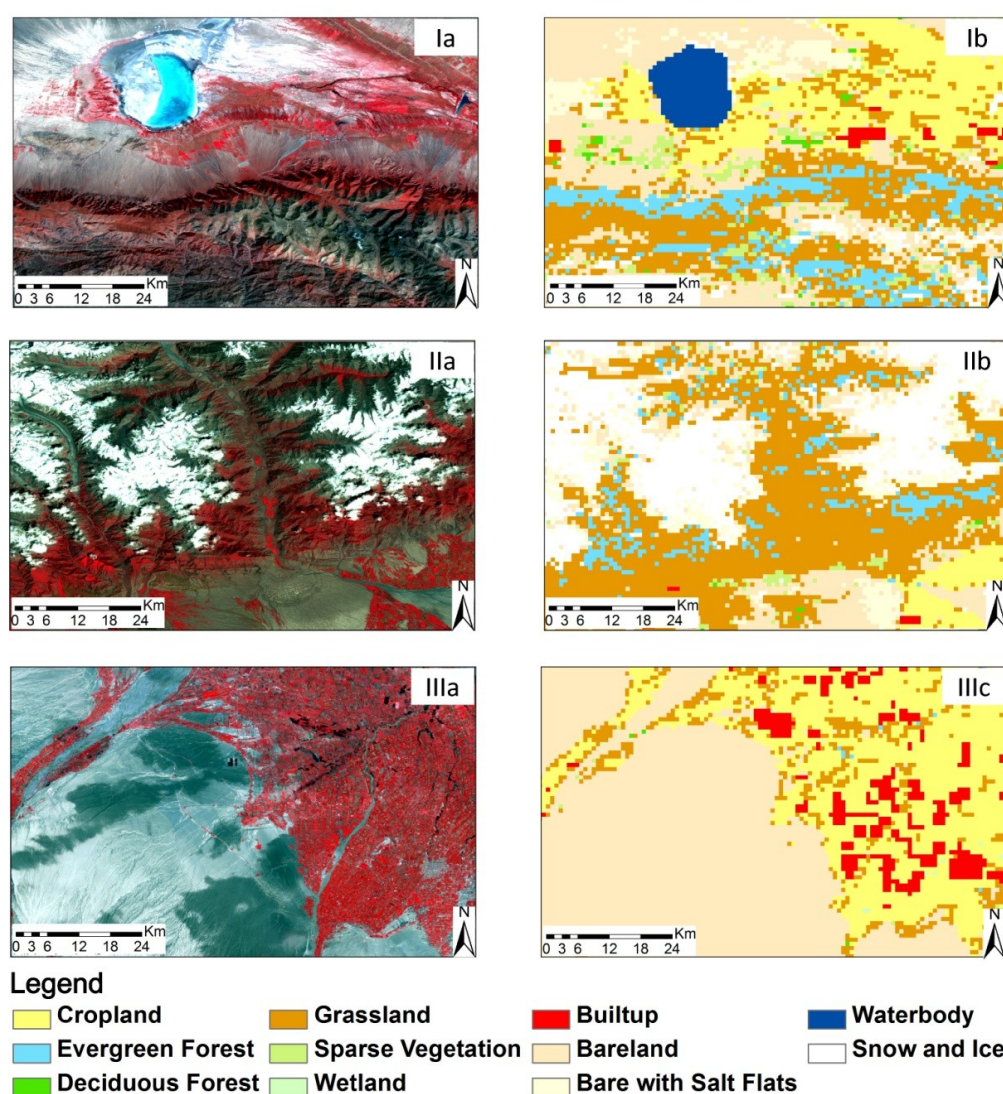 Ia
N
Km
0 3 6 12 18 24
Ib
N
Km
0 3 6 12 18 24
IIa
N
Km
0 3 6 12 18 24
IIb
N
Km
0 3 6 12 18 24
IIIa
N
Km
0 3 6 12 18 24
IIIc
N
Km
0 3 6 12 18 24
Legend
Cropland Grassland Builtup Waterbody
Evergreen Forest Sparse Vegetation Bareland Snow and Ice
Deciduous Forest Wetland Bare with Salt Flats